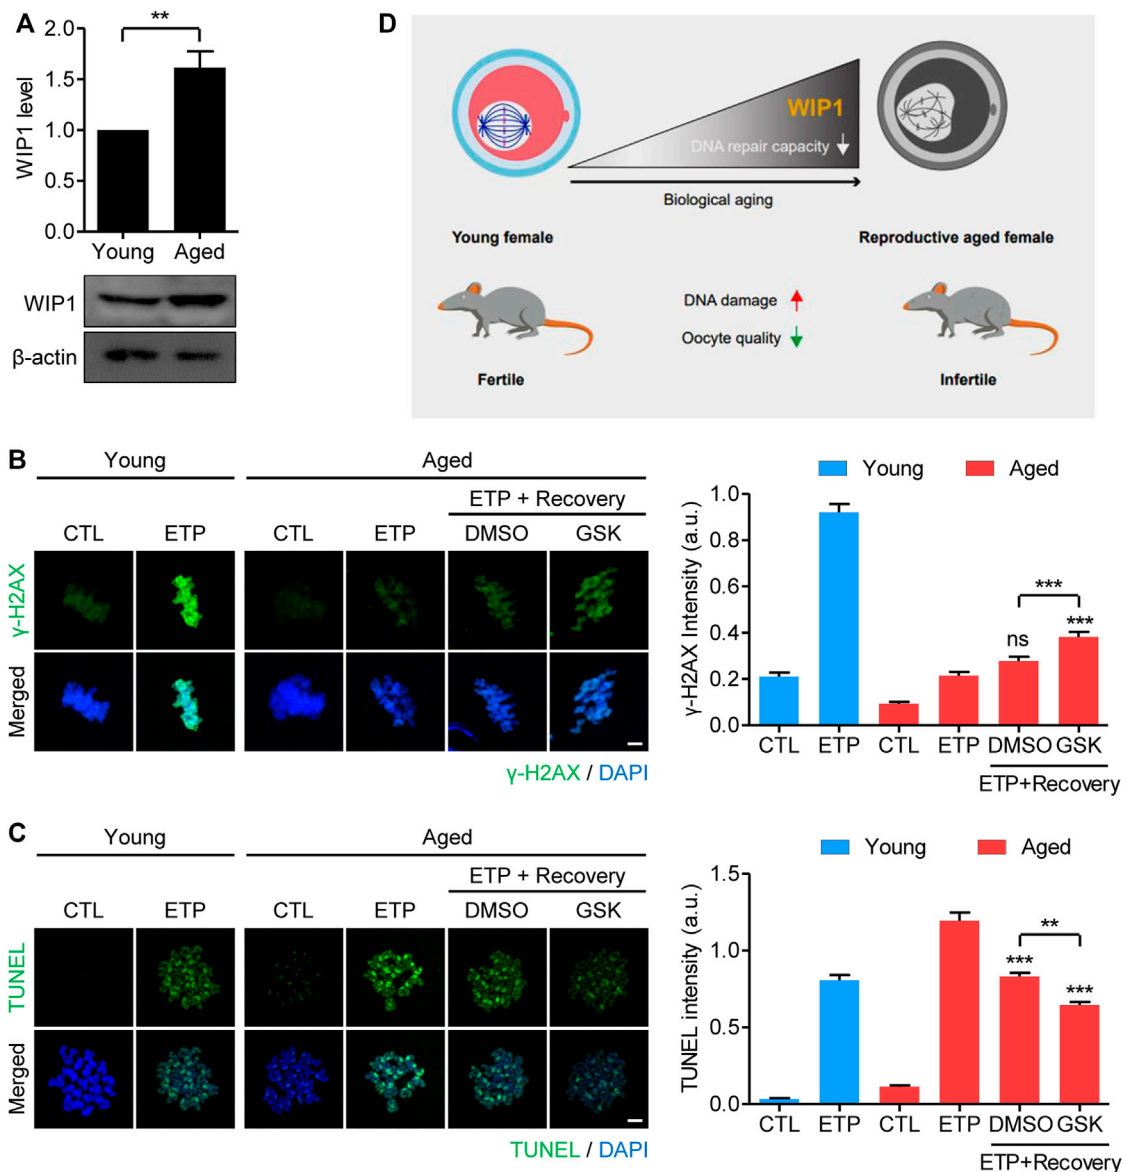 A
WIP1 level
2.0
1.5
1.0
0.5
0.0
**
Young Aged
WIP1
β-actin
D
WIP1
DNA repair capacity
Biological aging
Young female
Reproductive aged female
DNA damage
Oocyte quality
Fertile
Infertile
B
Young Aged
ETP + Recovery
CTL ETP CTL ETP DMSO GSK
γ-H2AX
Merged
γ-H2AX / DAPI
Young Aged
γ-H2AX Intensity (a.u.)
1.0
0.8
0.6
0.4
0.2
0.0
***
ns
***
CTL ETP CTL ETP DMSO GSK
ETP+Recovery
C
Young Aged
ETP + Recovery
CTL ETP CTL ETP DMSO GSK
TUNEL
Merged
TUNEL / DAPI
Young Aged
TUNEL intensity (a.u.)
1.5
1.0
0.5
0.0
**
***
***
CTL ETP CTL ETP DMSO GSK
ETP+Recovery